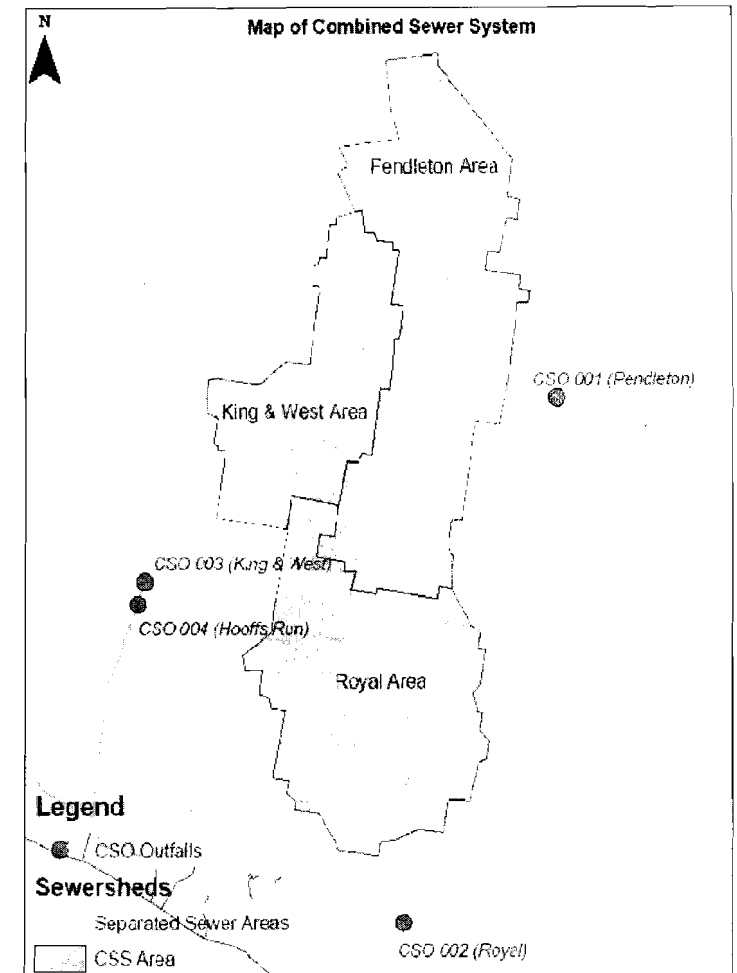 N
Map of Combined Sewer System
Fendleton Area
CSO 001 (Pendleton)
King & West Area
CSO 003 (King & West)
CSO 004 (Hooffs Run)
Royal Area
Legend
CSO Outfalls
Sewersheds
Separated Sewer Areas
CSS Area
CSO 002 (Royal)